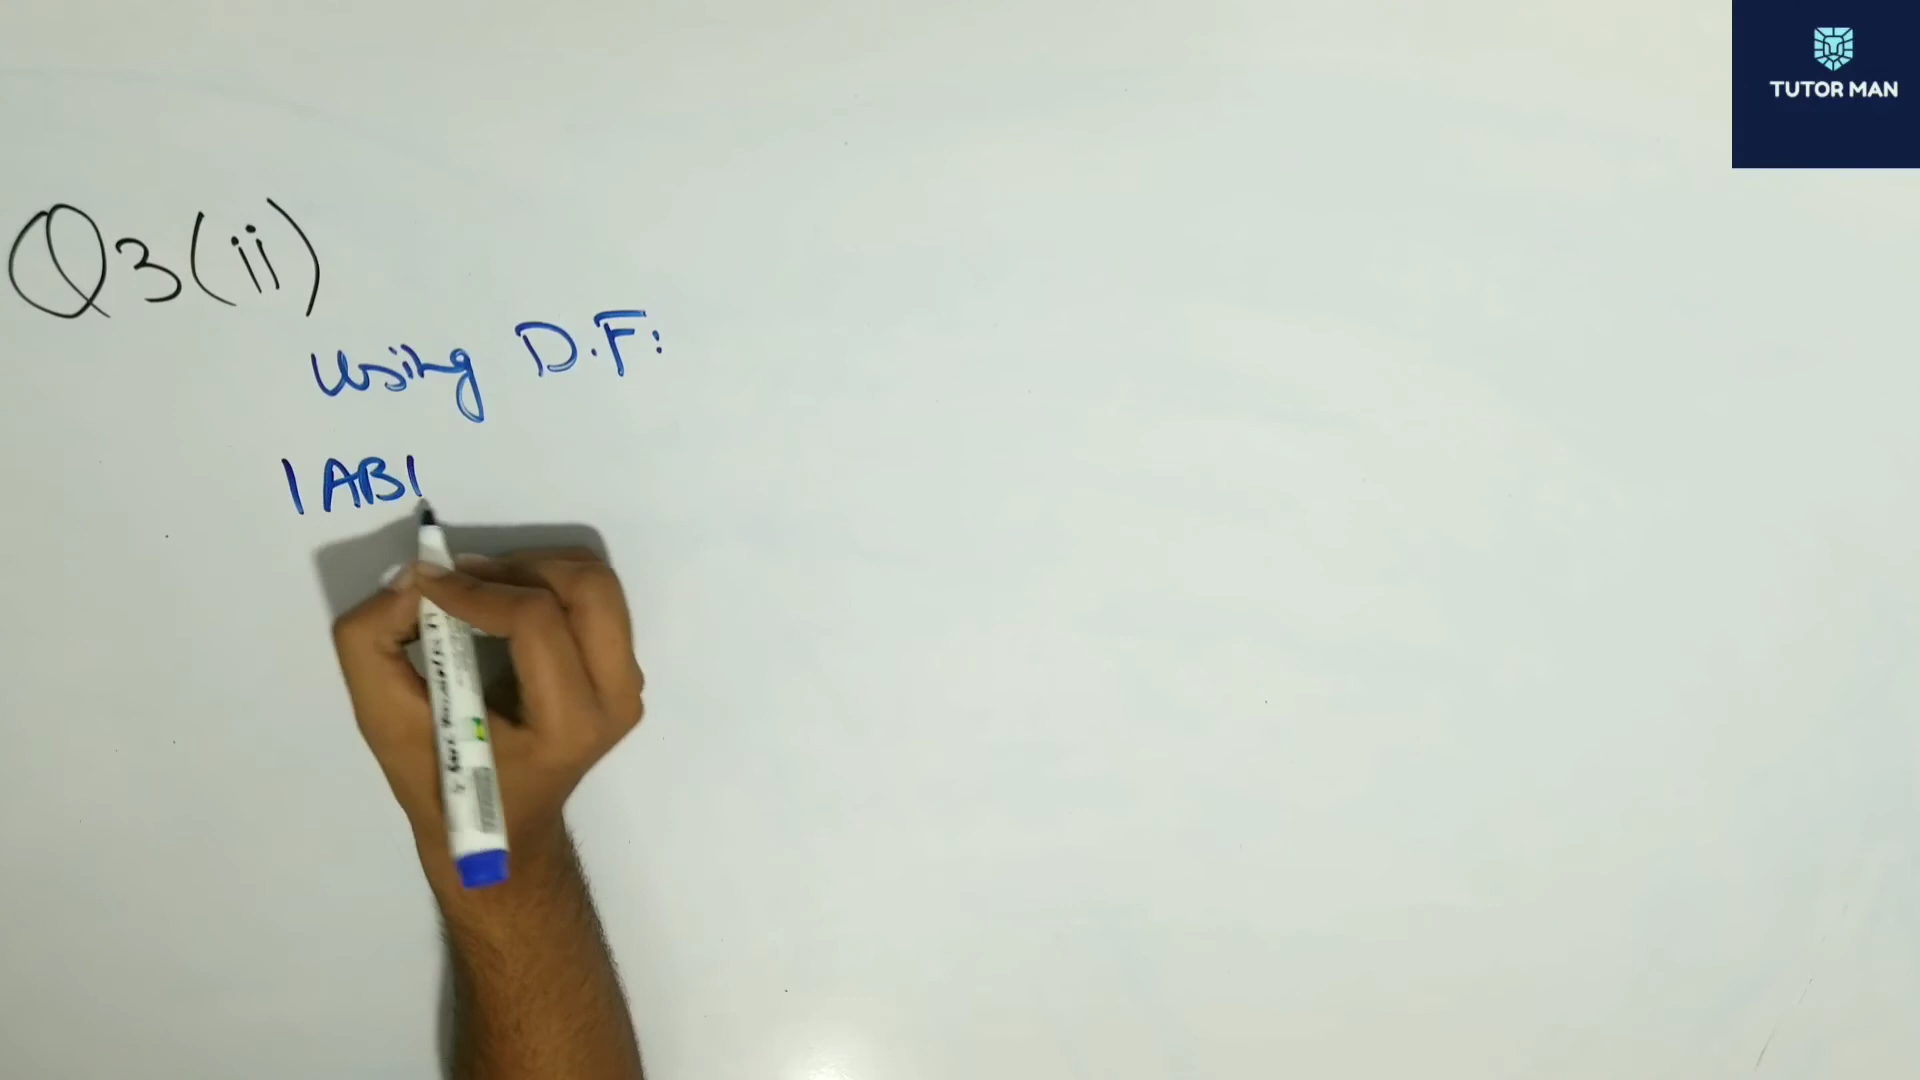 TUTOR MAN
Q3(ii)
Using D.F:
|AB|